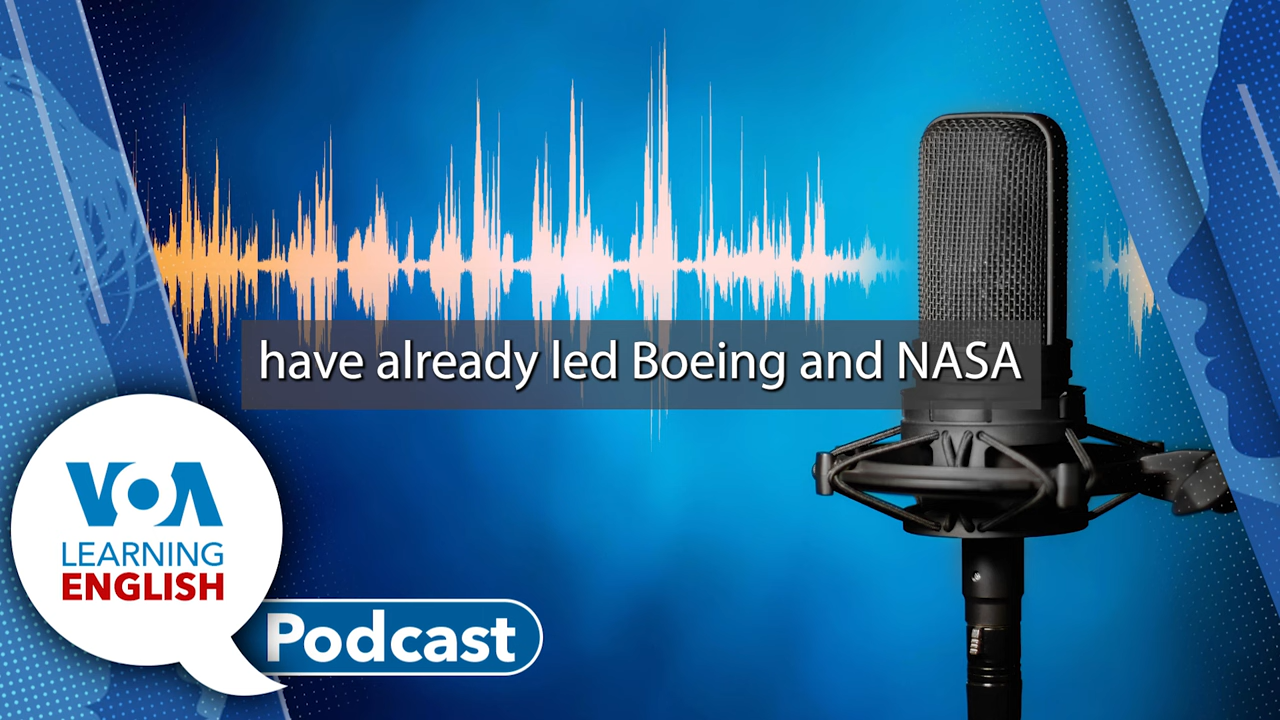 have already led Boeing and NASA
VOA
LEARNING
ENGLISH
Podcast